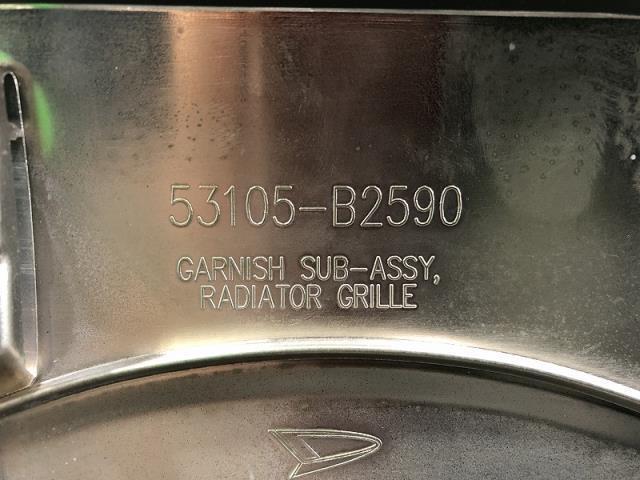 53105-B2590
GARNISH SUB-ASSY,
RADIATOR GRILLE